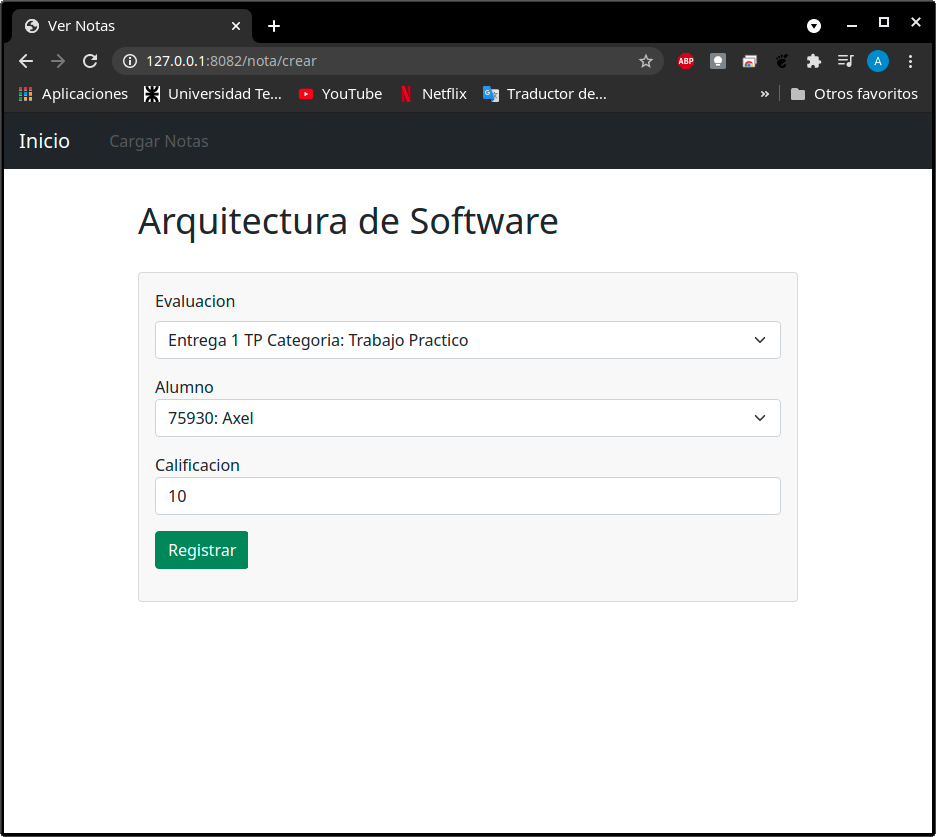 Ver Notas
127.0.0.1:8082/nota/crear
ABP
A
Aplicaciones Universidad Te... YouTube Netflix Traductor de... » Otros favoritos
Inicio Cargar Notas
Arquitectura de Software
Evaluacion
Entrega 1 TP Categoria: Trabajo Practico
Alumno
75930: Axel
Calificacion
10
Registrar